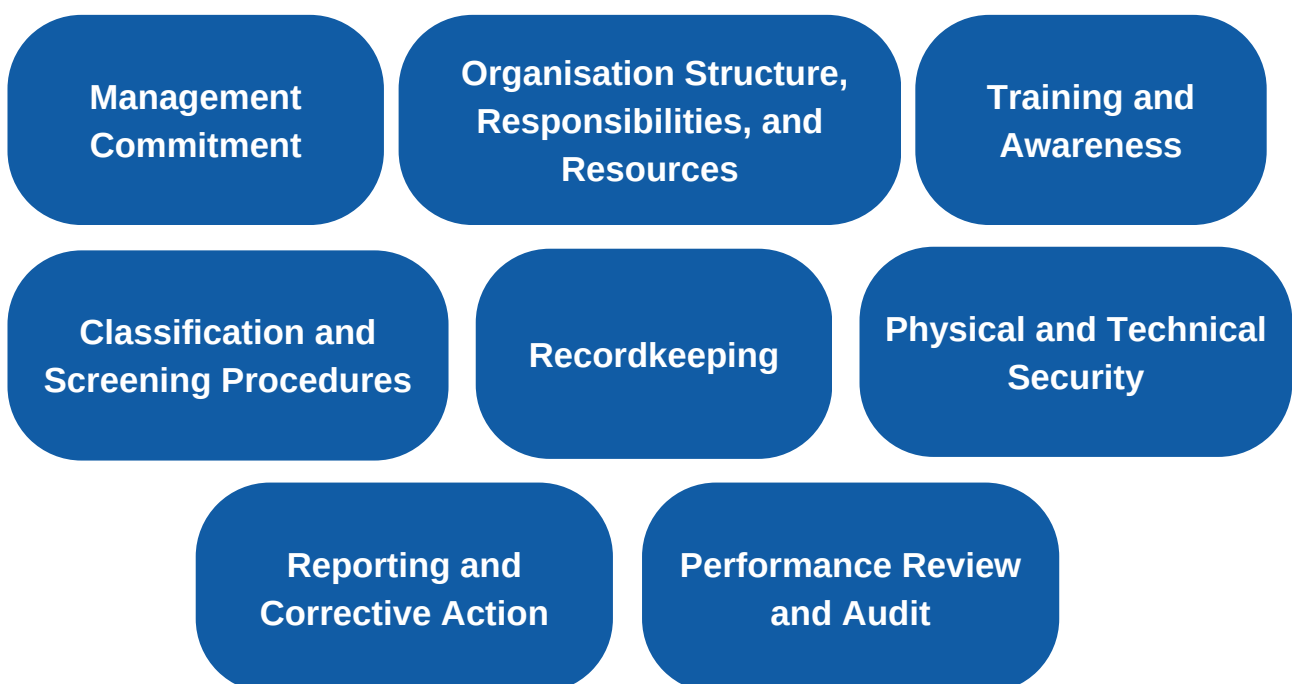 Management
Commitment
Organisation Structure,
Responsibilities, and
Resources
Training and
Awareness
Classification and
Screening Procedures
Recordkeeping
Physical and Technical
Security
Reporting and
Corrective Action
Performance Review
and Audit